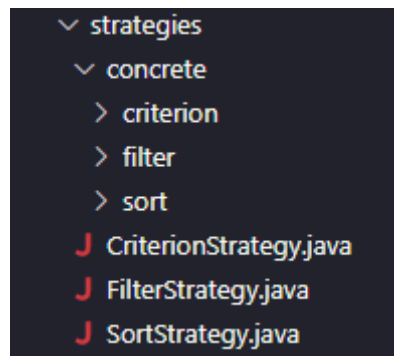 strategies
concrete
criterion
filter
sort
CriterionStrategy.java
FilterStrategy.java
SortStrategy.java